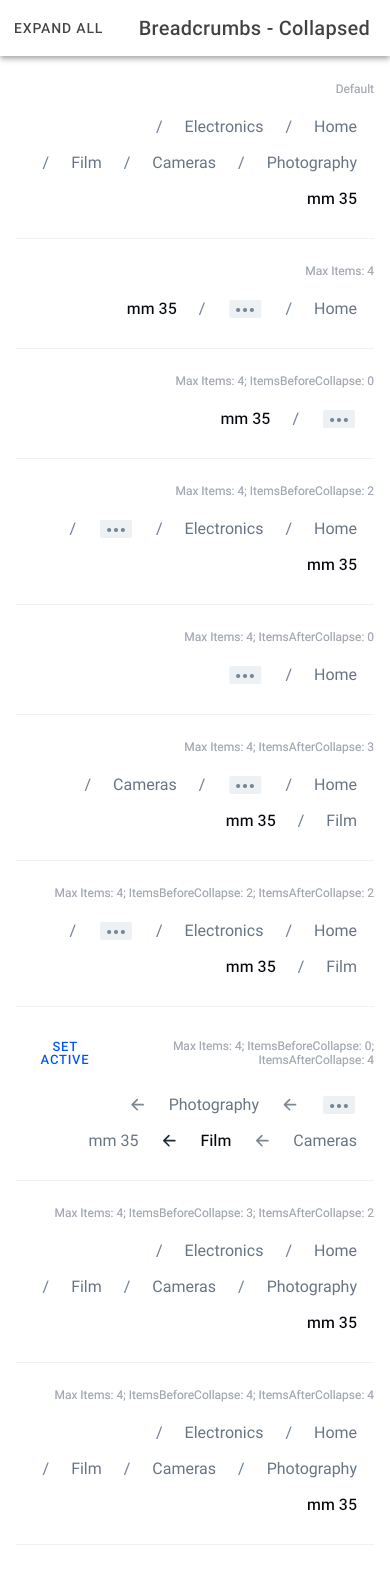 EXPAND ALL Breadcrumbs - Collapsed
Default
/ Electronics / Home
/ Film / Cameras / Photography
mm 35
Max Items: 4
mm 35 / ••• / Home
Max Items: 4; ItemsBeforeCollapse: 0
mm 35 / •••
Max Items: 4; ItemsBeforeCollapse: 2
/ ••• / Electronics / Home
mm 35
Max Items: 4; ItemsAfterCollapse: 0
••• / Home
Max Items: 4; ItemsAfterCollapse: 3
/ Cameras / ••• / Home
mm 35 / Film
Max Items: 4; ItemsBeforeCollapse: 2; ItemsAfterCollapse: 2
/ ••• / Electronics / Home
mm 35 / Film
SET
ACTIVE
Max Items: 4; ItemsBeforeCollapse: 0;
ItemsAfterCollapse: 4
← Photography ← •••
mm 35 ← Film ← Cameras
Max Items: 4; ItemsBeforeCollapse: 3; ItemsAfterCollapse: 2
/ Electronics / Home
/ Film / Cameras / Photography
mm 35
Max Items: 4; ItemsBeforeCollapse: 4; ItemsAfterCollapse: 4
/ Electronics / Home
/ Film / Cameras / Photography
mm 35